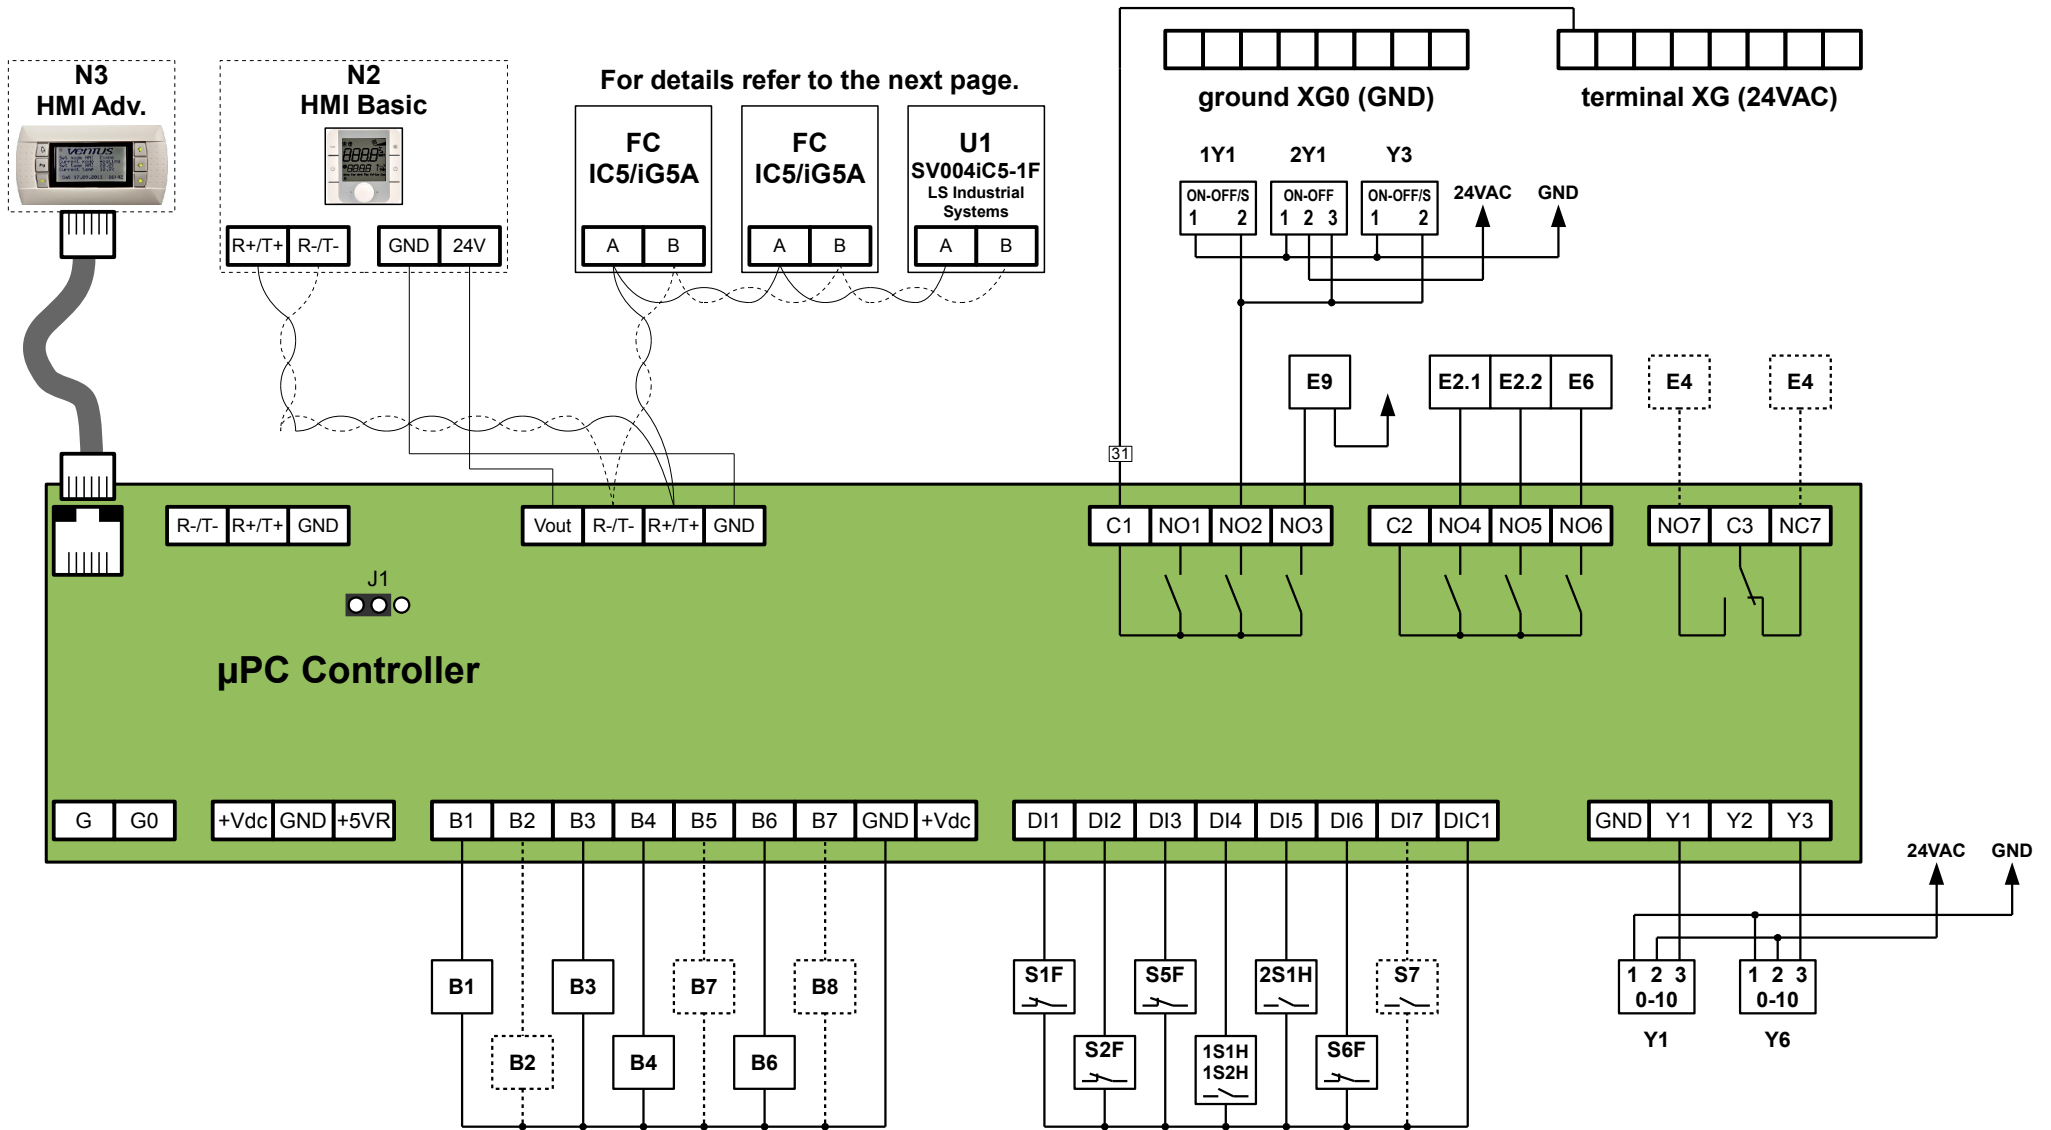 N3
HMI Adv.
VENTUS
N2
HMI Basic
R+/T+ R-/T- GND 24V
For details refer to the next page.
FC
IC5/iG5A
A B
FC
IC5/iG5A
A B
U1
SV004iC5-1F
LS Industrial
Systems
A B
ground XG0 (GND)
terminal XG (24VAC)
1Y1 2Y1 Y3
ON-OFF/S
1 2
ON-OFF
1 2 3
ON-OFF/S
1 2
24VAC GND
E9 E2.1 E2.2 E6 E4 E4
31
R-/T- R+/T+ GND
Vout R-/T- R+/T+ GND
C1 NO1 NO2 NO3
C2 NO4 NO5 NO6
NO7 C3 NC7
J1
µPC Controller
G G0
+Vdc GND +5VR
B1 B2 B3 B4 B5 B6 B7 GND +Vdc
DI1 DI2 DI3 DI4 DI5 DI6 DI7 DIC1
GND Y1 Y2 Y3
24VAC GND
B1 B3 B7 B8
B2 B4 B6
S1F S5F 2S1H S7
S2F
1S1H
1S2H
S6F
1 2 3
0-10
Y1
1 2 3
0-10
Y6